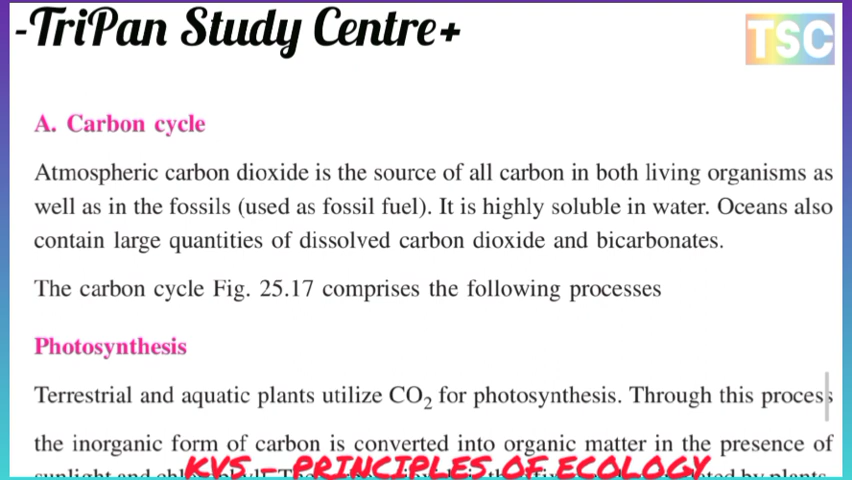 -TriPan Study Centre+
TSC
A. Carbon cycle
Atmospheric carbon dioxide is the source of all carbon in both living organisms as
well as in the fossils (used as fossil fuel). It is highly soluble in water. Oceans also
contain large quantities of dissolved carbon dioxide and bicarbonates.
The carbon cycle Fig. 25.17 comprises the following processes
Photosynthesis
Terrestrial and aquatic plants utilize CO₂ for photosynthesis. Through this process
the inorganic form of carbon is converted into organic matter in the presence of
sunlight and by plants
KVS - PRINCIPLES OF ECOLOGY